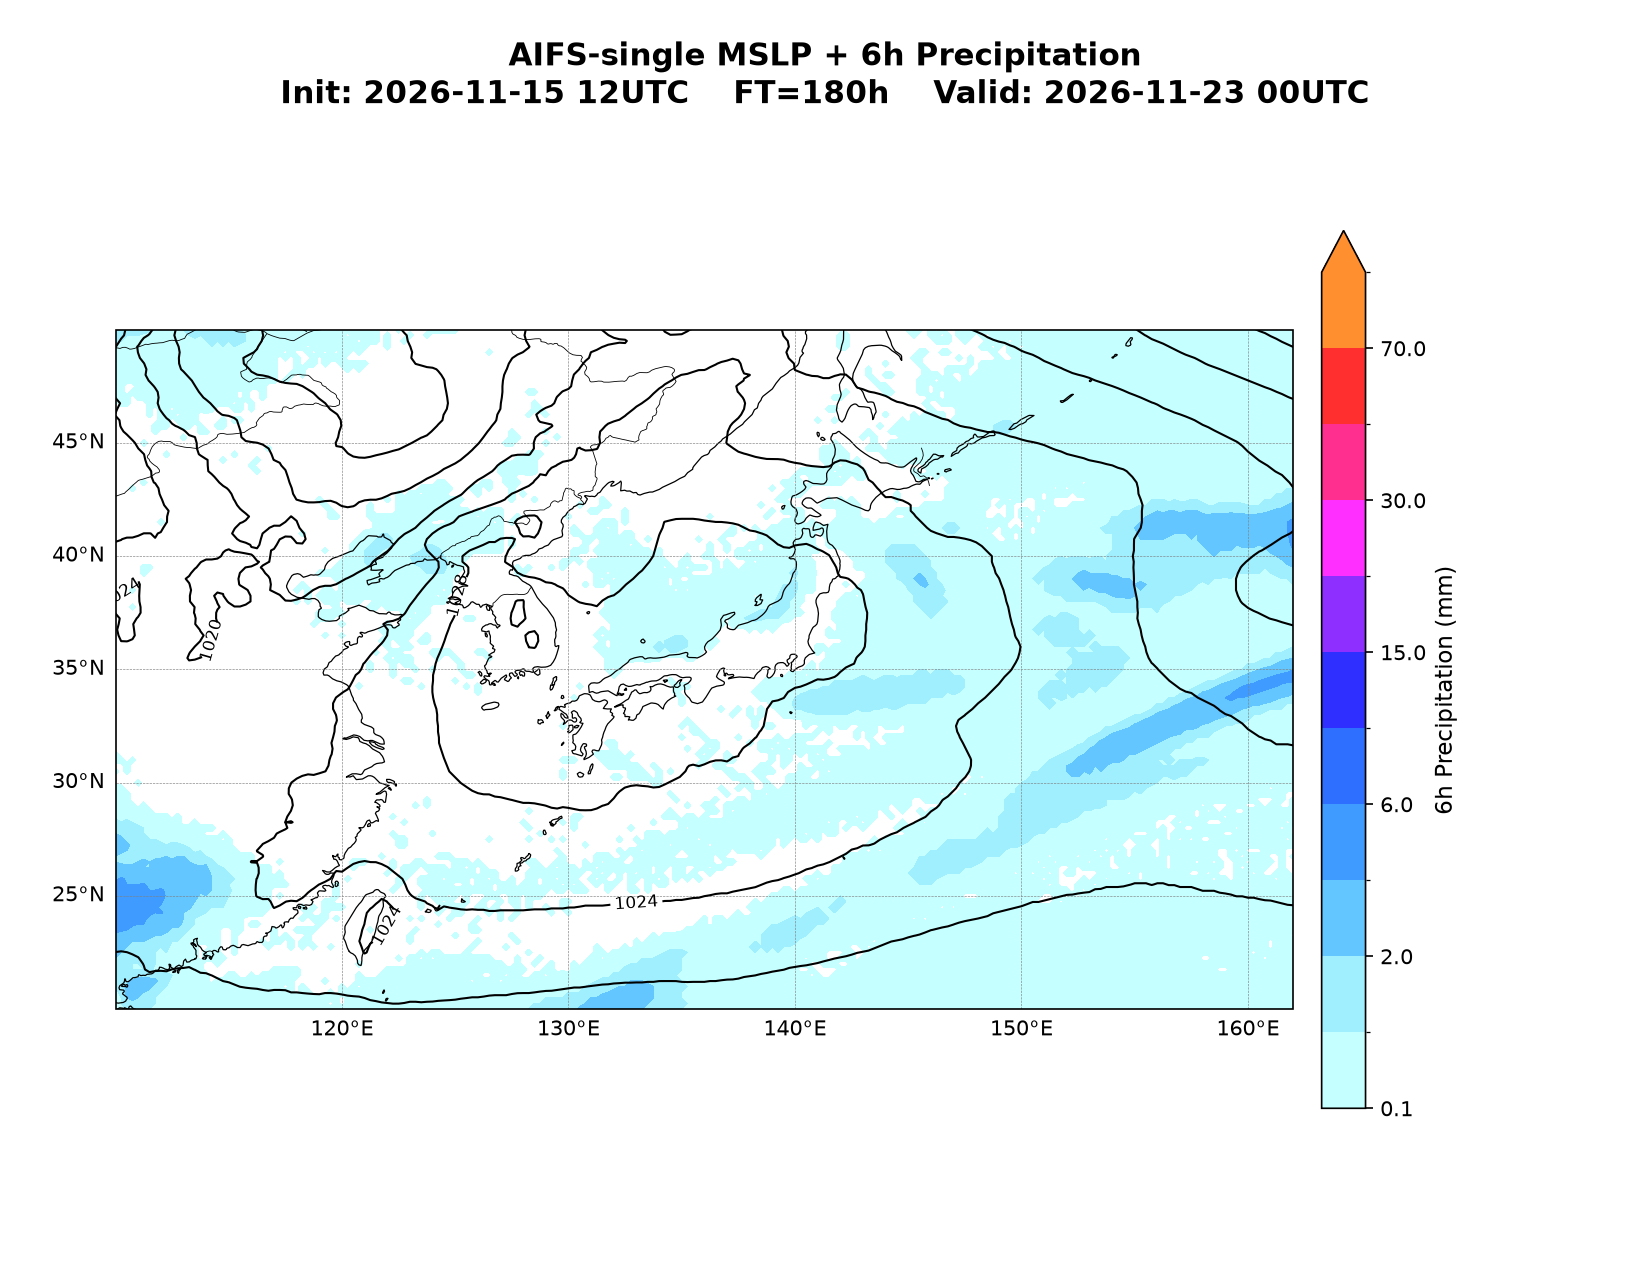 AIFS-single MSLP + 6h Precipitation
Init: 2026-11-15 12UTC    FT=180h    Valid: 2026-11-23 00UTC
70.0
30.0
15.0
6.0
2.0
0.1
6h Precipitation (mm)
45°N
40°N
35°N
30°N
25°N
1028
1020
1024
1024
120°E
130°E
140°E
150°E
160°E